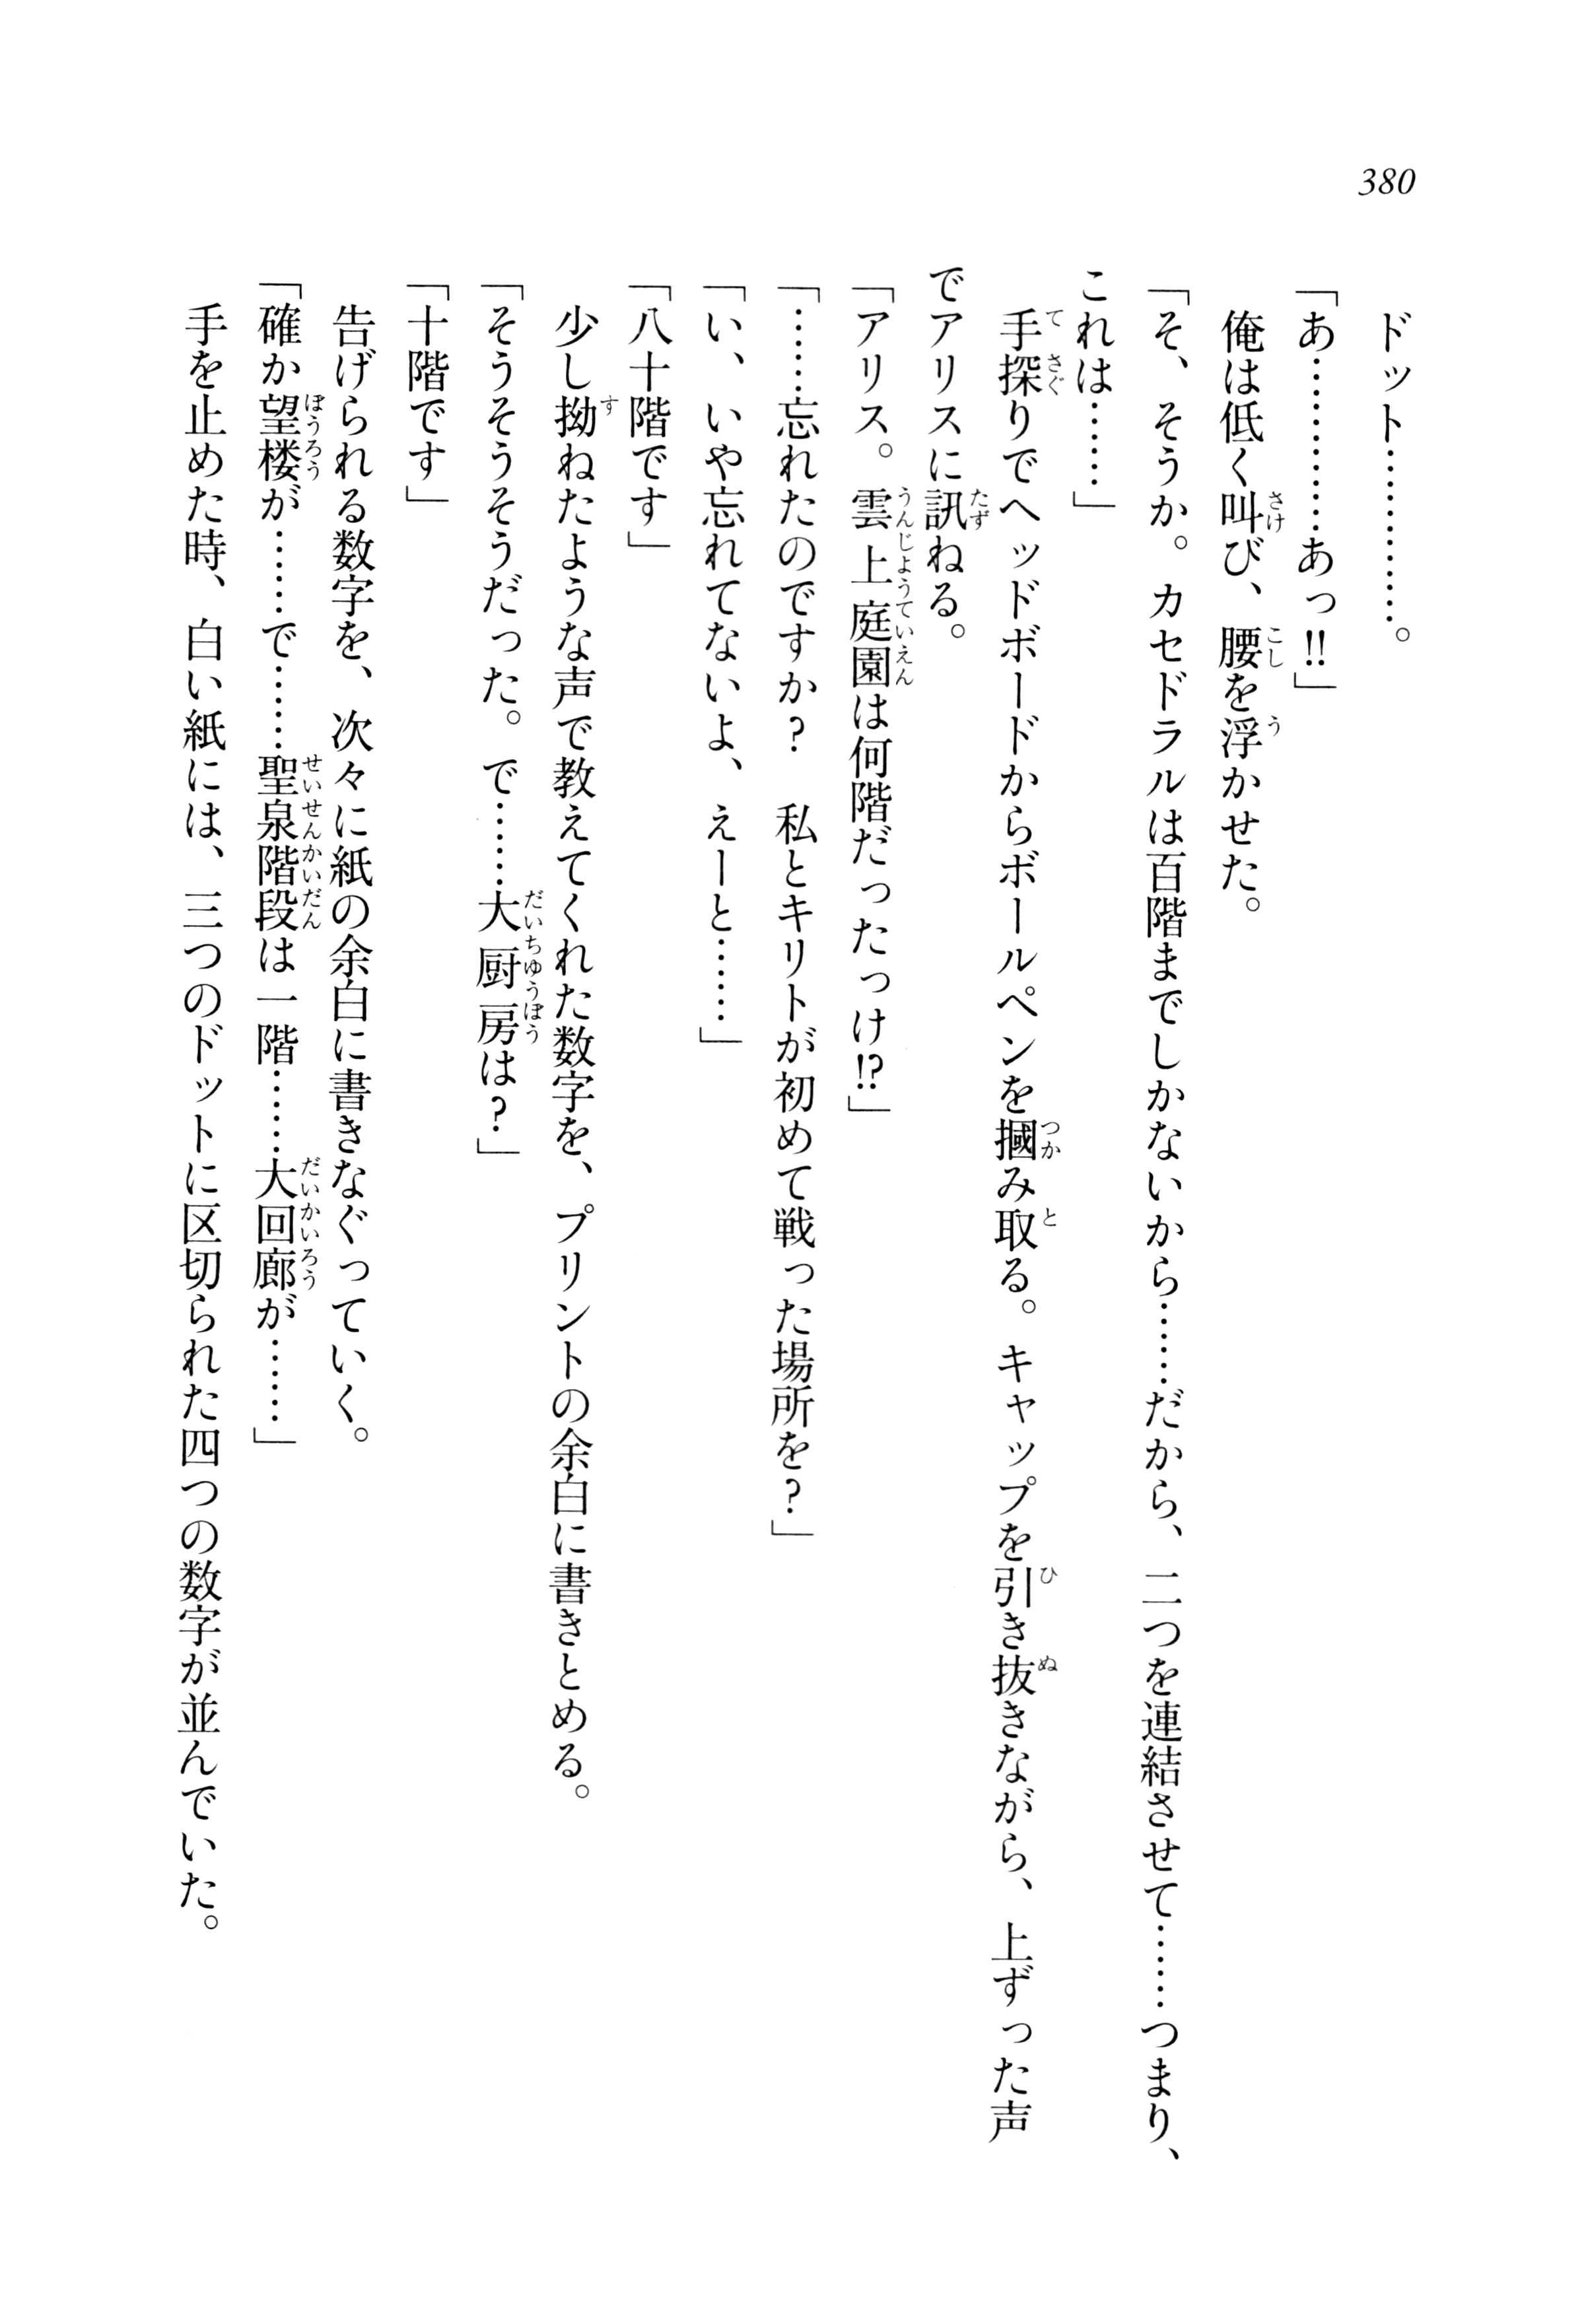 380
ドット…………。
「あ…………あっ!!」
俺は低く叫び、腰を浮かせた。
「そ、そうか。カセドラルは百階までしかないから……だから、二つを連結させて……つまり、
これは……」
手探りでヘッドボードからボールペンを摑み取る。キャップを引き抜きながら、上ずった声
でアリスに訊ねる。
「アリス。雲上庭園は何階だったっけ!?」
「……忘れたのですか?　私とキリトが初めて戦った場所を?」
「い、いや忘れてないよ、えーと……」
「八十階です」
少し拗ねたような声で教えてくれた数字を、プリントの余白に書きとめる。
「そうそうそうだった。で……大厨房は?」
「十階です」
告げられる数字を、次々に紙の余白に書きなぐっていく。
「確か望楼が……で……聖泉階段は一階……大回廊が……」
手を止めた時、白い紙には、三つのドットに区切られた四つの数字が並んでいた。